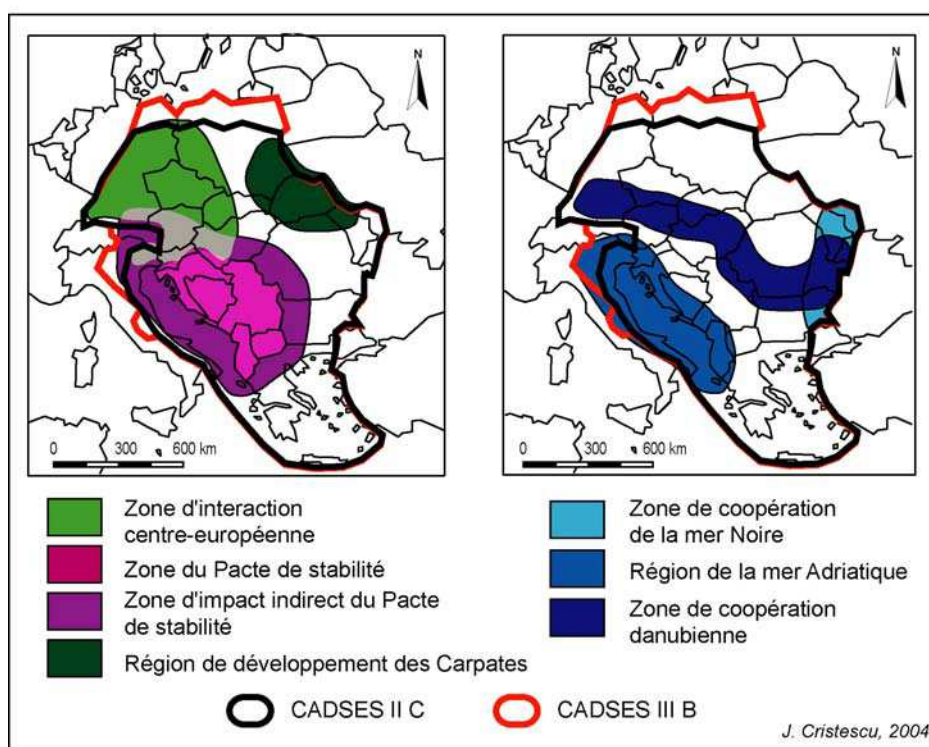 N
0 300 600 km
N
0 300 600 km
Zone d'interaction
centre-européenne
Zone du Pacte de stabilité
Zone d'impact indirect du Pacte
de stabilité
Région de développement des Carpates
Zone de coopération
de la mer Noire
Région de la mer Adriatique
Zone de coopération
danubienne
CADSES II C
CADSES III B
J. Cristescu, 2004